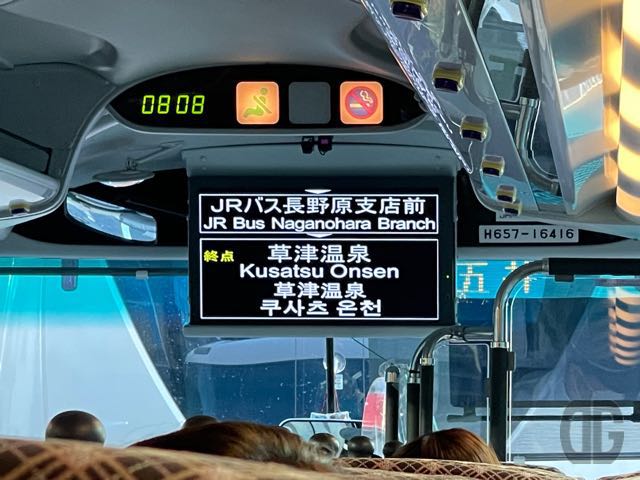 0808
JRバス長野原支店前
JR Bus Naganohara Branch
H657-16416
終点 草津温泉
Kusatsu Onsen
草津温泉
쿠사츠 온천
DG